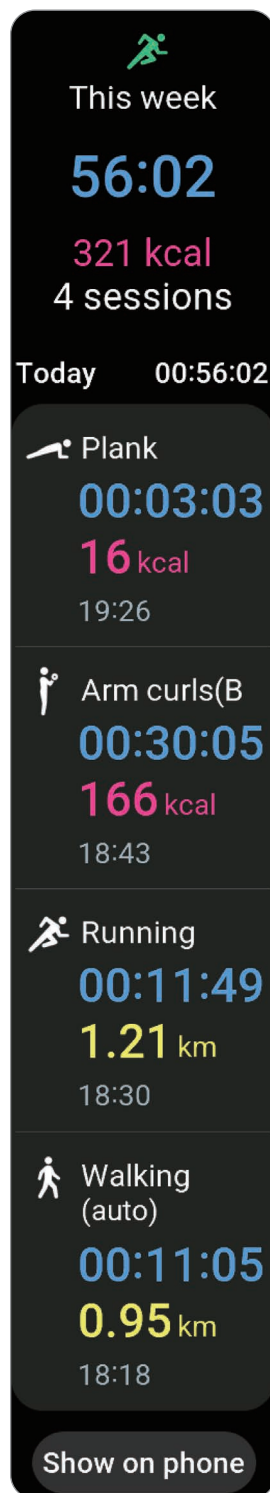 This week
56:02
321 kcal
4 sessions
Today 00:56:02
Plank
00:03:03
16 kcal
19:26
Arm curls(B
00:30:05
166 kcal
18:43
Running
00:11:49
1.21 km
18:30
Walking
(auto)
00:11:05
0.95 km
18:18
Show on phone